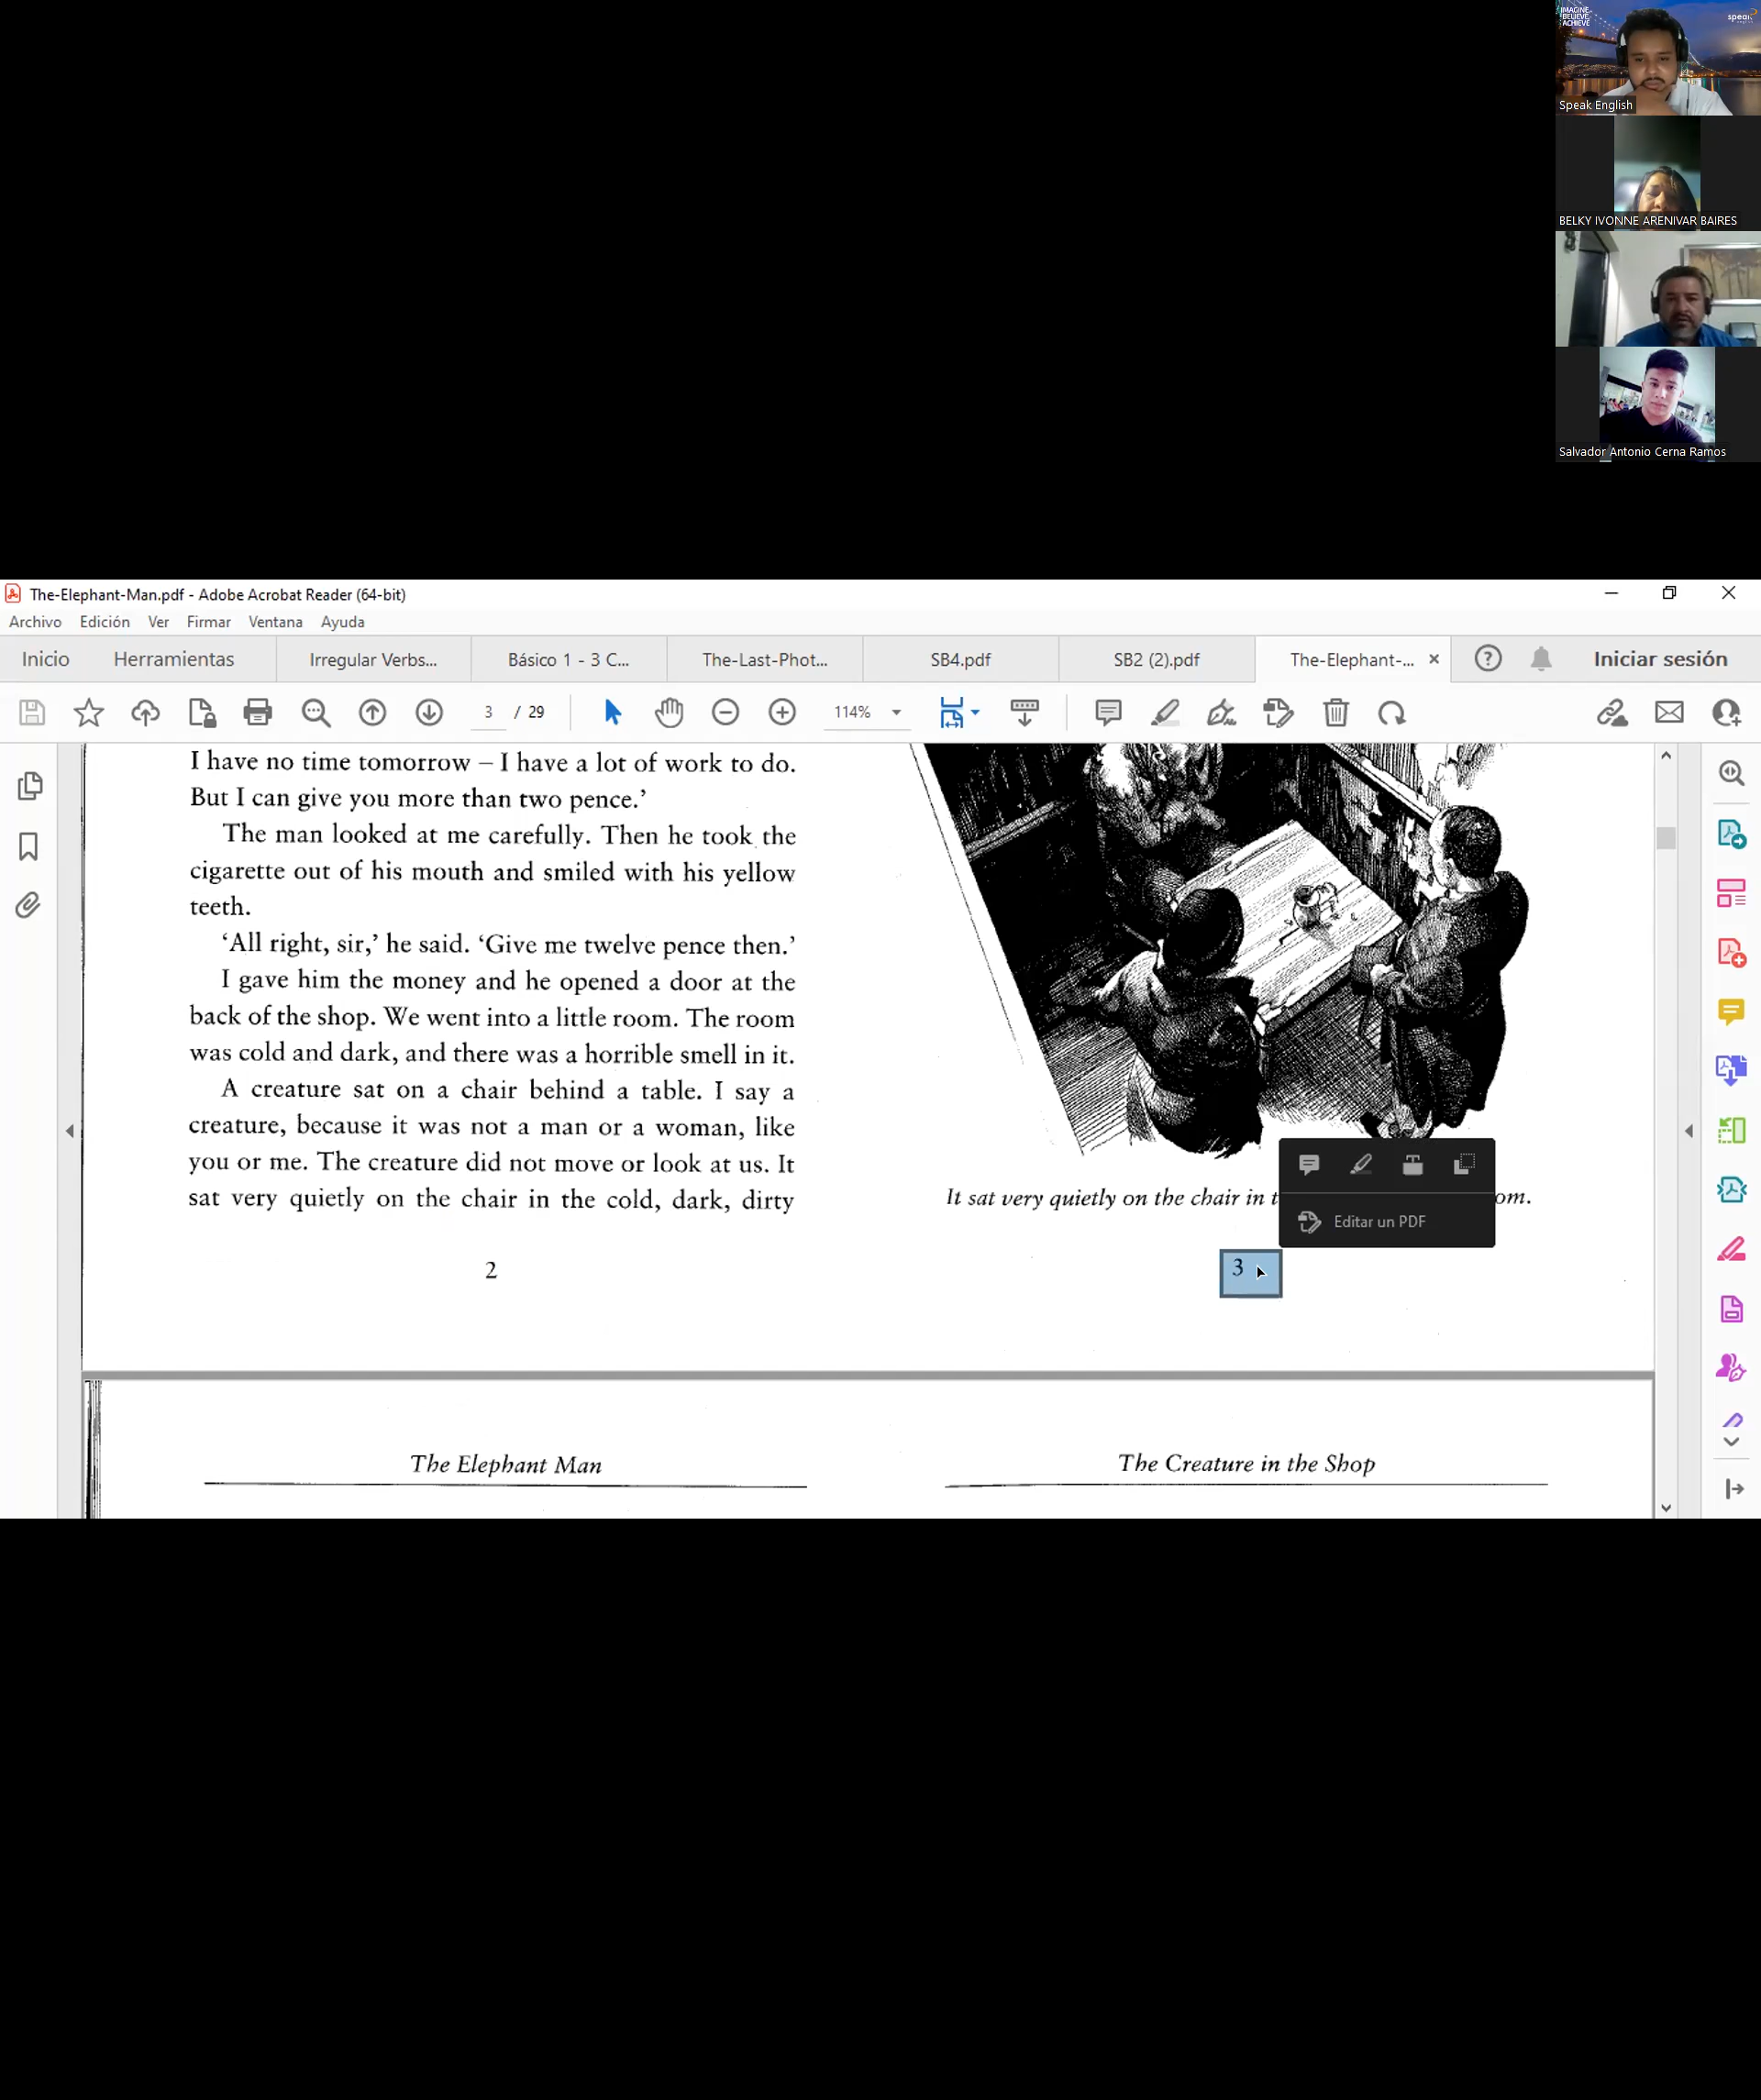 IMAGINE
BELIEVE
ACHIEVE
speak
Speak English
BELKY IVONNE ARENIVAR BAIRES
Salvador Antonio Cerna Ramos
The-Elephant-Man.pdf - Adobe Acrobat Reader (64-bit)
Archivo Edición Ver Firmar Ventana Ayuda
Inicio Herramientas Irregular Verbs... Básico 1 - 3 C... The-Last-Phot... SB4.pdf SB2 (2).pdf The-Elephant-... Iniciar sesión
3 / 29 114%
I have no time tomorrow – I have a lot of work to do.
But I can give you more than two pence.’
The man looked at me carefully. Then he took the
cigarette out of his mouth and smiled with his yellow
teeth.
‘All right, sir,’ he said. ‘Give me twelve pence then.’
I gave him the money and he opened a door at the
back of the shop. We went into a little room. The room
was cold and dark, and there was a horrible smell in it.
A creature sat on a chair behind a table. I say a
creature, because it was not a man or a woman, like
you or me. The creature did not move or look at us. It
sat very quietly on the chair in the cold, dark, dirty
2
It sat very quietly on the chair in t om.
Editar un PDF
3
The Elephant Man
The Creature in the Shop